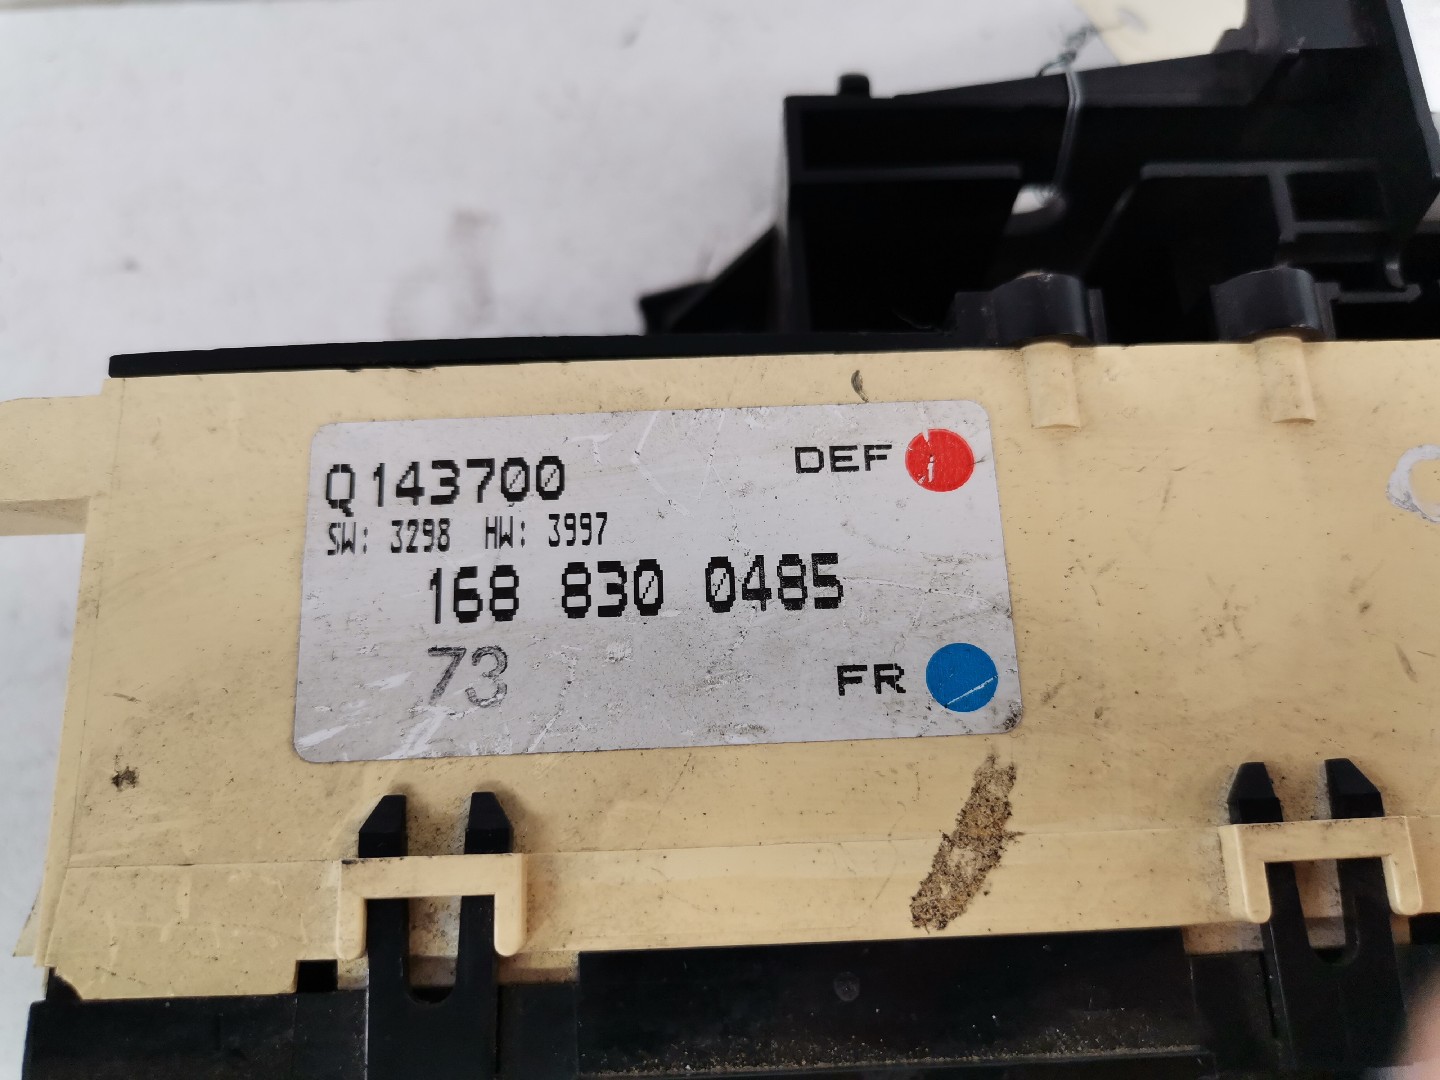 Q143700
DEF
SW: 3298 HW: 3997
168 830 0485
73
FR